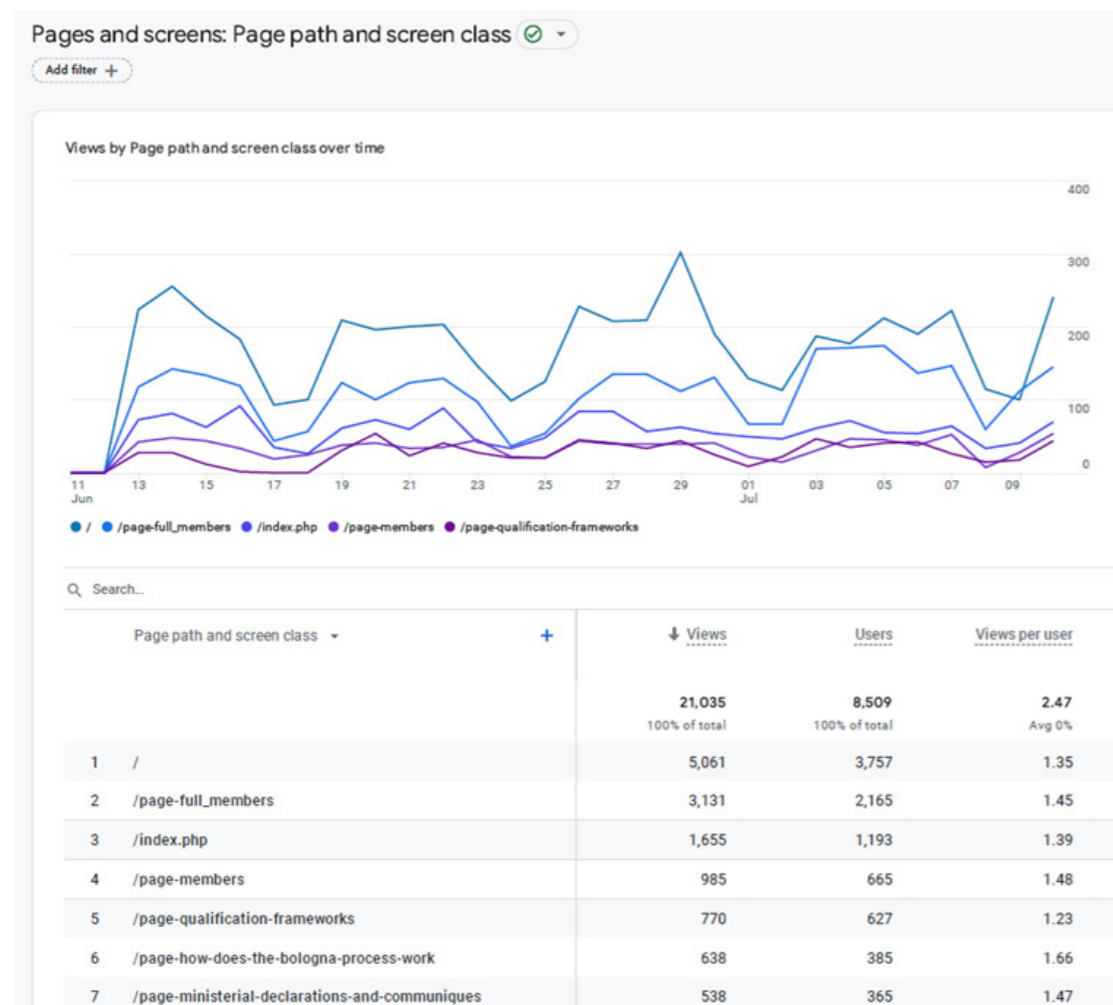 Pages and screens: Page path and screen class
Add filter +
Views by Page path and screen class over time
400
300
200
100
0
11 13 15 17 19 21 23 25 27 29 01 03 05 07 09
Jun Jul
/ /page-full_members /index.php /page-members /page-qualification-frameworks
Search...
Page path and screen class + ↓ Views Users Views per user
21,035 8,509 2.47
100% of total 100% of total Avg 0%
1 / 5,061 3,757 1.35
2 /page-full_members 3,131 2,165 1.45
3 /index.php 1,655 1,193 1.39
4 /page-members 985 665 1.48
5 /page-qualification-frameworks 770 627 1.23
6 /page-how-does-the-bologna-process-work 638 385 1.66
7 /page-ministerial-declarations-and-communiques 538 365 1.47